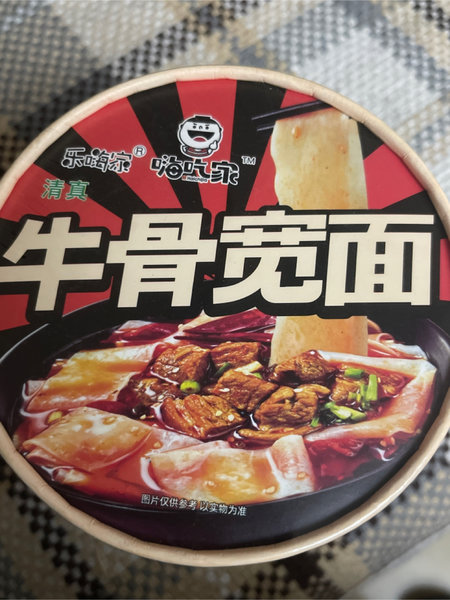 乐嗨家® 嗨吃家™
清真
牛骨宽面
图片仅供参考 以实物为准